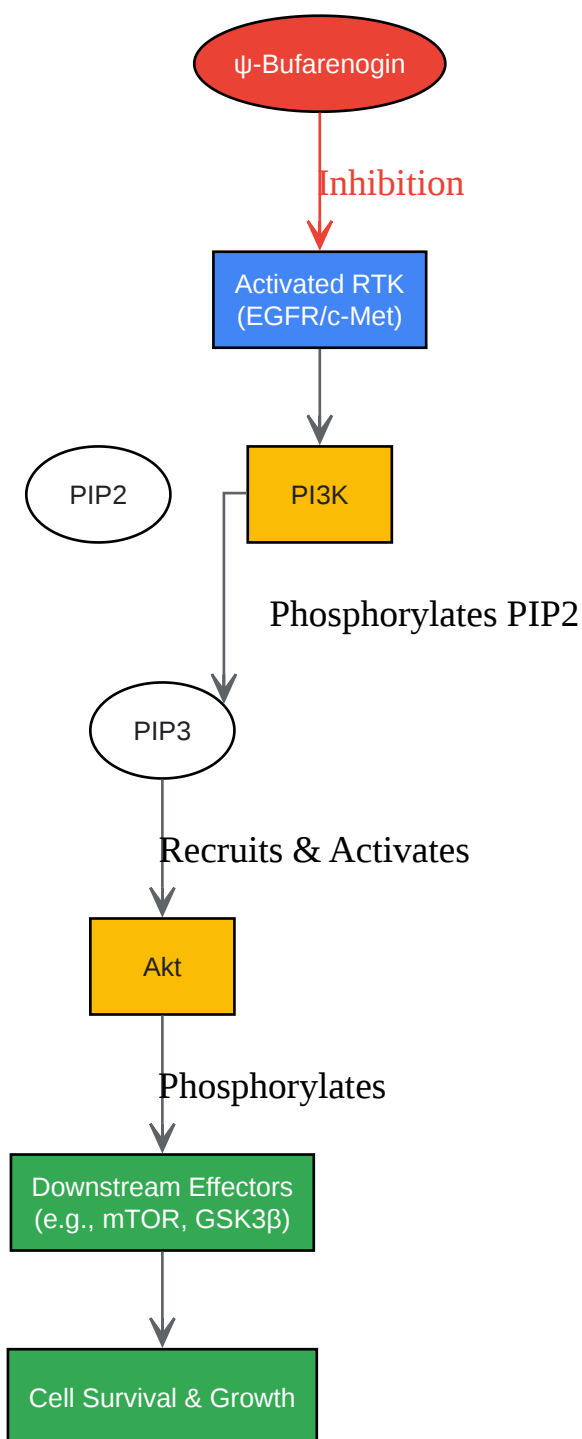 ψ-Bufarenogin
Inhibition
Activated RTK
(EGFR/c-Met)
PIP2
PI3K
Phosphorylates PIP2
PIP3
Recruits & Activates
Akt
Phosphorylates
Downstream Effectors
(e.g., mTOR, GSK3β)
Cell Survival & Growth